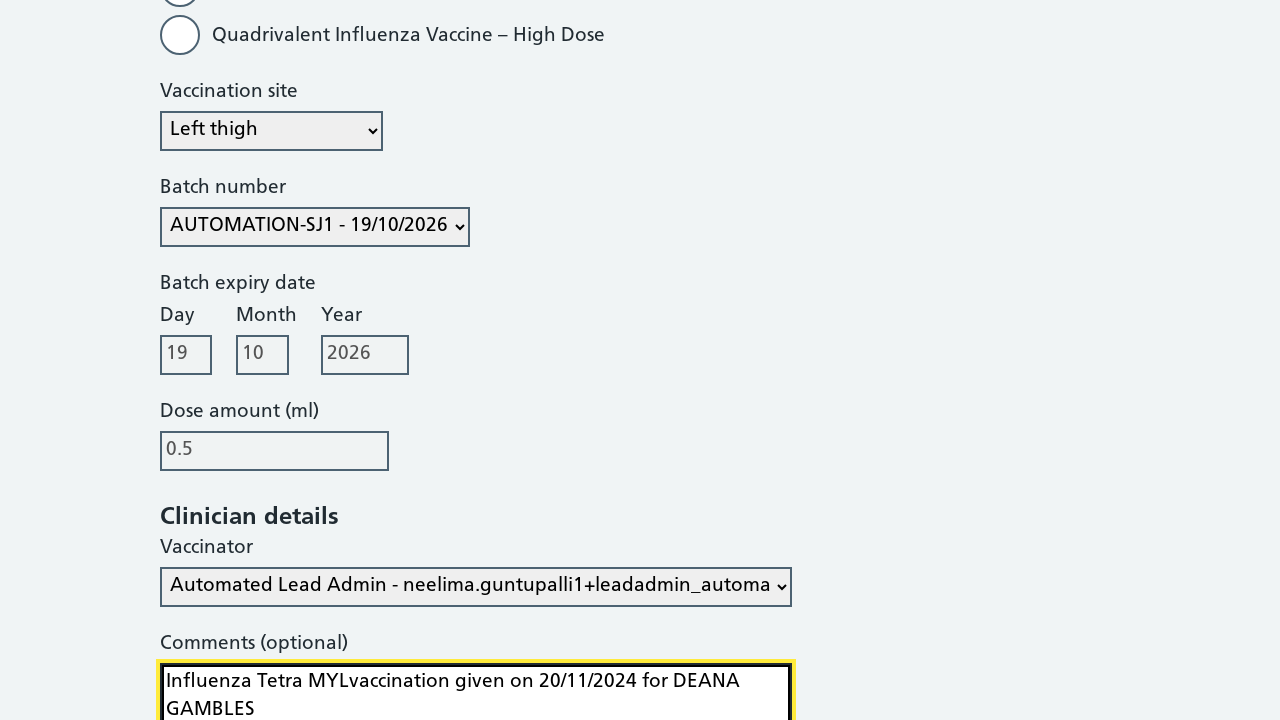 Quadrivalent Influenza Vaccine – High Dose
Vaccination site
Left thigh
Batch number
AUTOMATION-SJ1 - 19/10/2026
Batch expiry date
Day Month Year
19 10 2026
Dose amount (ml)
0.5
Clinician details
Vaccinator
Automated Lead Admin - neelima.guntupalli1+leadadmin_automa
Comments (optional)
Influenza Tetra MYLvaccination given on 20/11/2024 for DEANA
GAMBLES